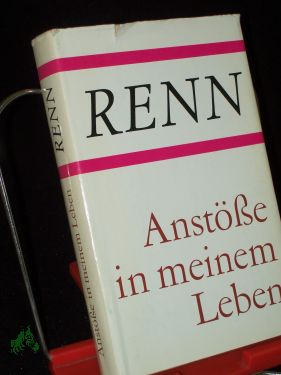 RENN
Anstöße
in meinem
Leben
RENN
Anstöße in meinem Leben